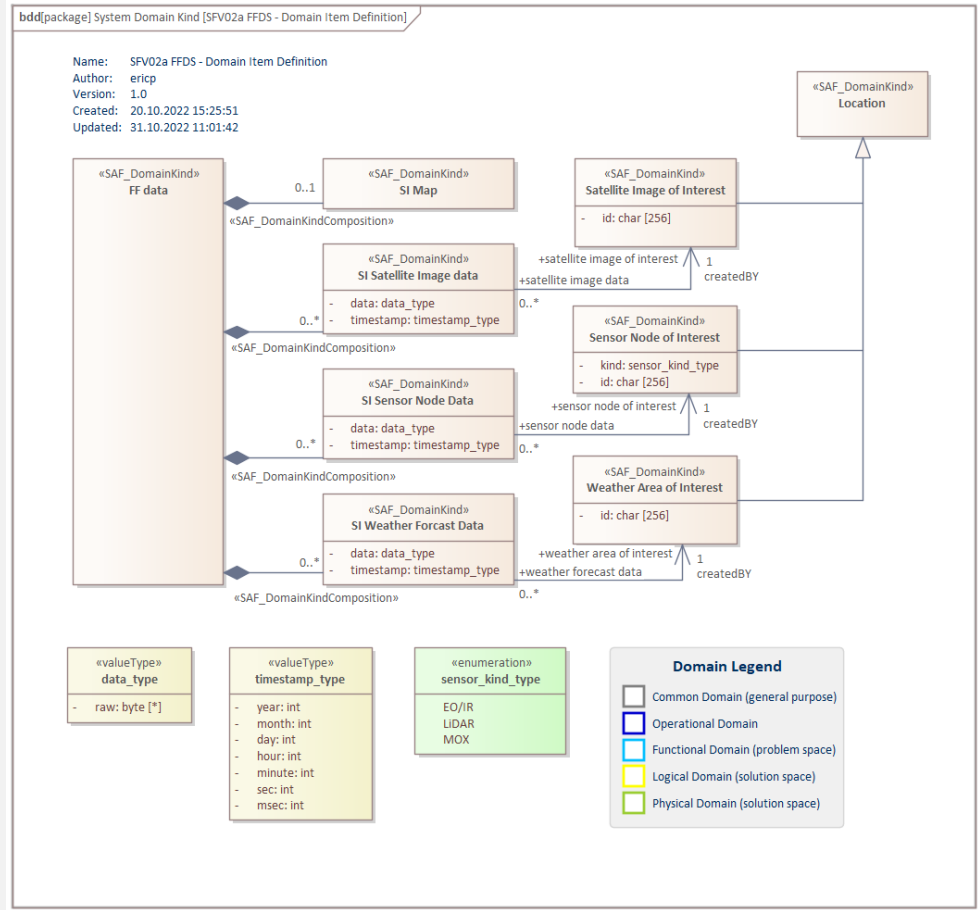 bdd[package] System Domain Kind [SFV02a FFDS - Domain Item Definition]
Name: SFV02a FFDS - Domain Item Definition
Author: ericp
Version: 1.0
Created: 20.10.2022 15:25:51
Updated: 31.10.2022 11:01:42
«SAF_DomainKind»
Location
«SAF_DomainKind»
FF data
0..1
«SAF_DomainKindComposition»
«SAF_DomainKind»
SI Map
«SAF_DomainKind»
Satellite Image of Interest
- id: char [256]
«SAF_DomainKind»
SI Satellite Image data
- data: data_type
- timestamp: timestamp_type
0..*
«SAF_DomainKindComposition»
+satellite image of interest
1
createdBY
+satellite image data
0..*
«SAF_DomainKind»
Sensor Node of Interest
- kind: sensor_kind_type
- id: char [256]
«SAF_DomainKind»
SI Sensor Node Data
- data: data_type
- timestamp: timestamp_type
0..*
«SAF_DomainKindComposition»
+sensor node of interest
1
createdBY
+sensor node data
0..*
«SAF_DomainKind»
Weather Area of Interest
- id: char [256]
«SAF_DomainKind»
SI Weather Forcast Data
- data: data_type
- timestamp: timestamp_type
0..*
«SAF_DomainKindComposition»
+weather area of interest
1
createdBY
+weather forecast data
0..*
«valueType»
data_type
- raw: byte [*]
«valueType»
timestamp_type
- year: int
- month: int
- day: int
- hour: int
- minute: int
- sec: int
- msec: int
«enumeration»
sensor_kind_type
EO/IR
LiDAR
MOX
Domain Legend
Common Domain (general purpose)
Operational Domain
Functional Domain (problem space)
Logical Domain (solution space)
Physical Domain (solution space)